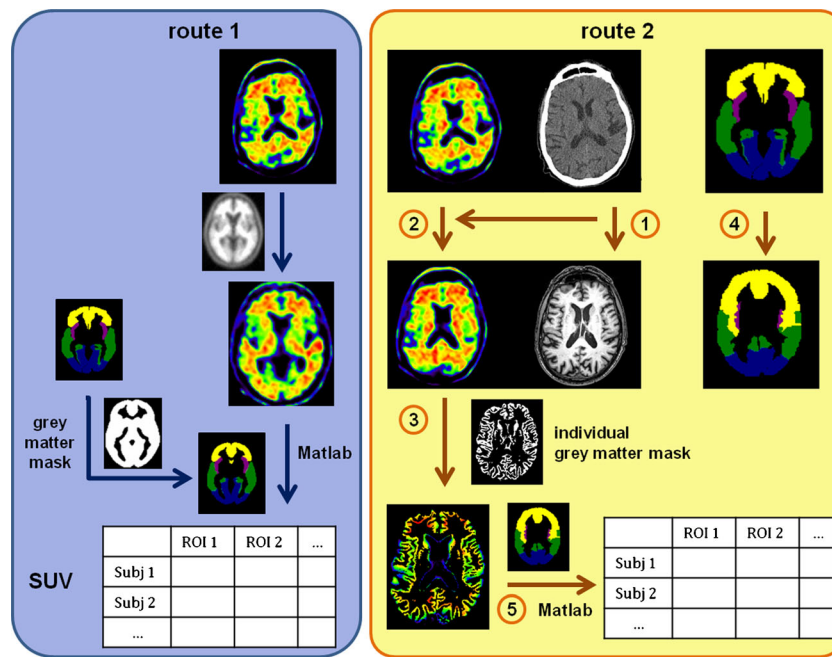 route 1
grey
matter
mask
Matlab
SUV
ROI 1 ROI 2 ...
Subj 1
Subj 2
...
route 2
2 1 4
3
individual
grey matter mask
5 Matlab
ROI 1 ROI 2 ...
Subj 1
Subj 2
...